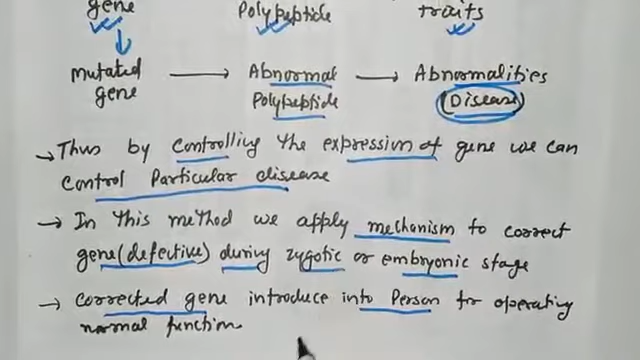 gene Polypeptide traits
mutated gene → Abnormal Polypeptide → Abnormalities (Disease)
→ Thus by controlling the expression of gene we can
control Particular disease
→ In this method we apply mechanism to correct
gene (defective) during zygotic or embryonic stage
→ corrected gene introduce into Person for operating
normal function